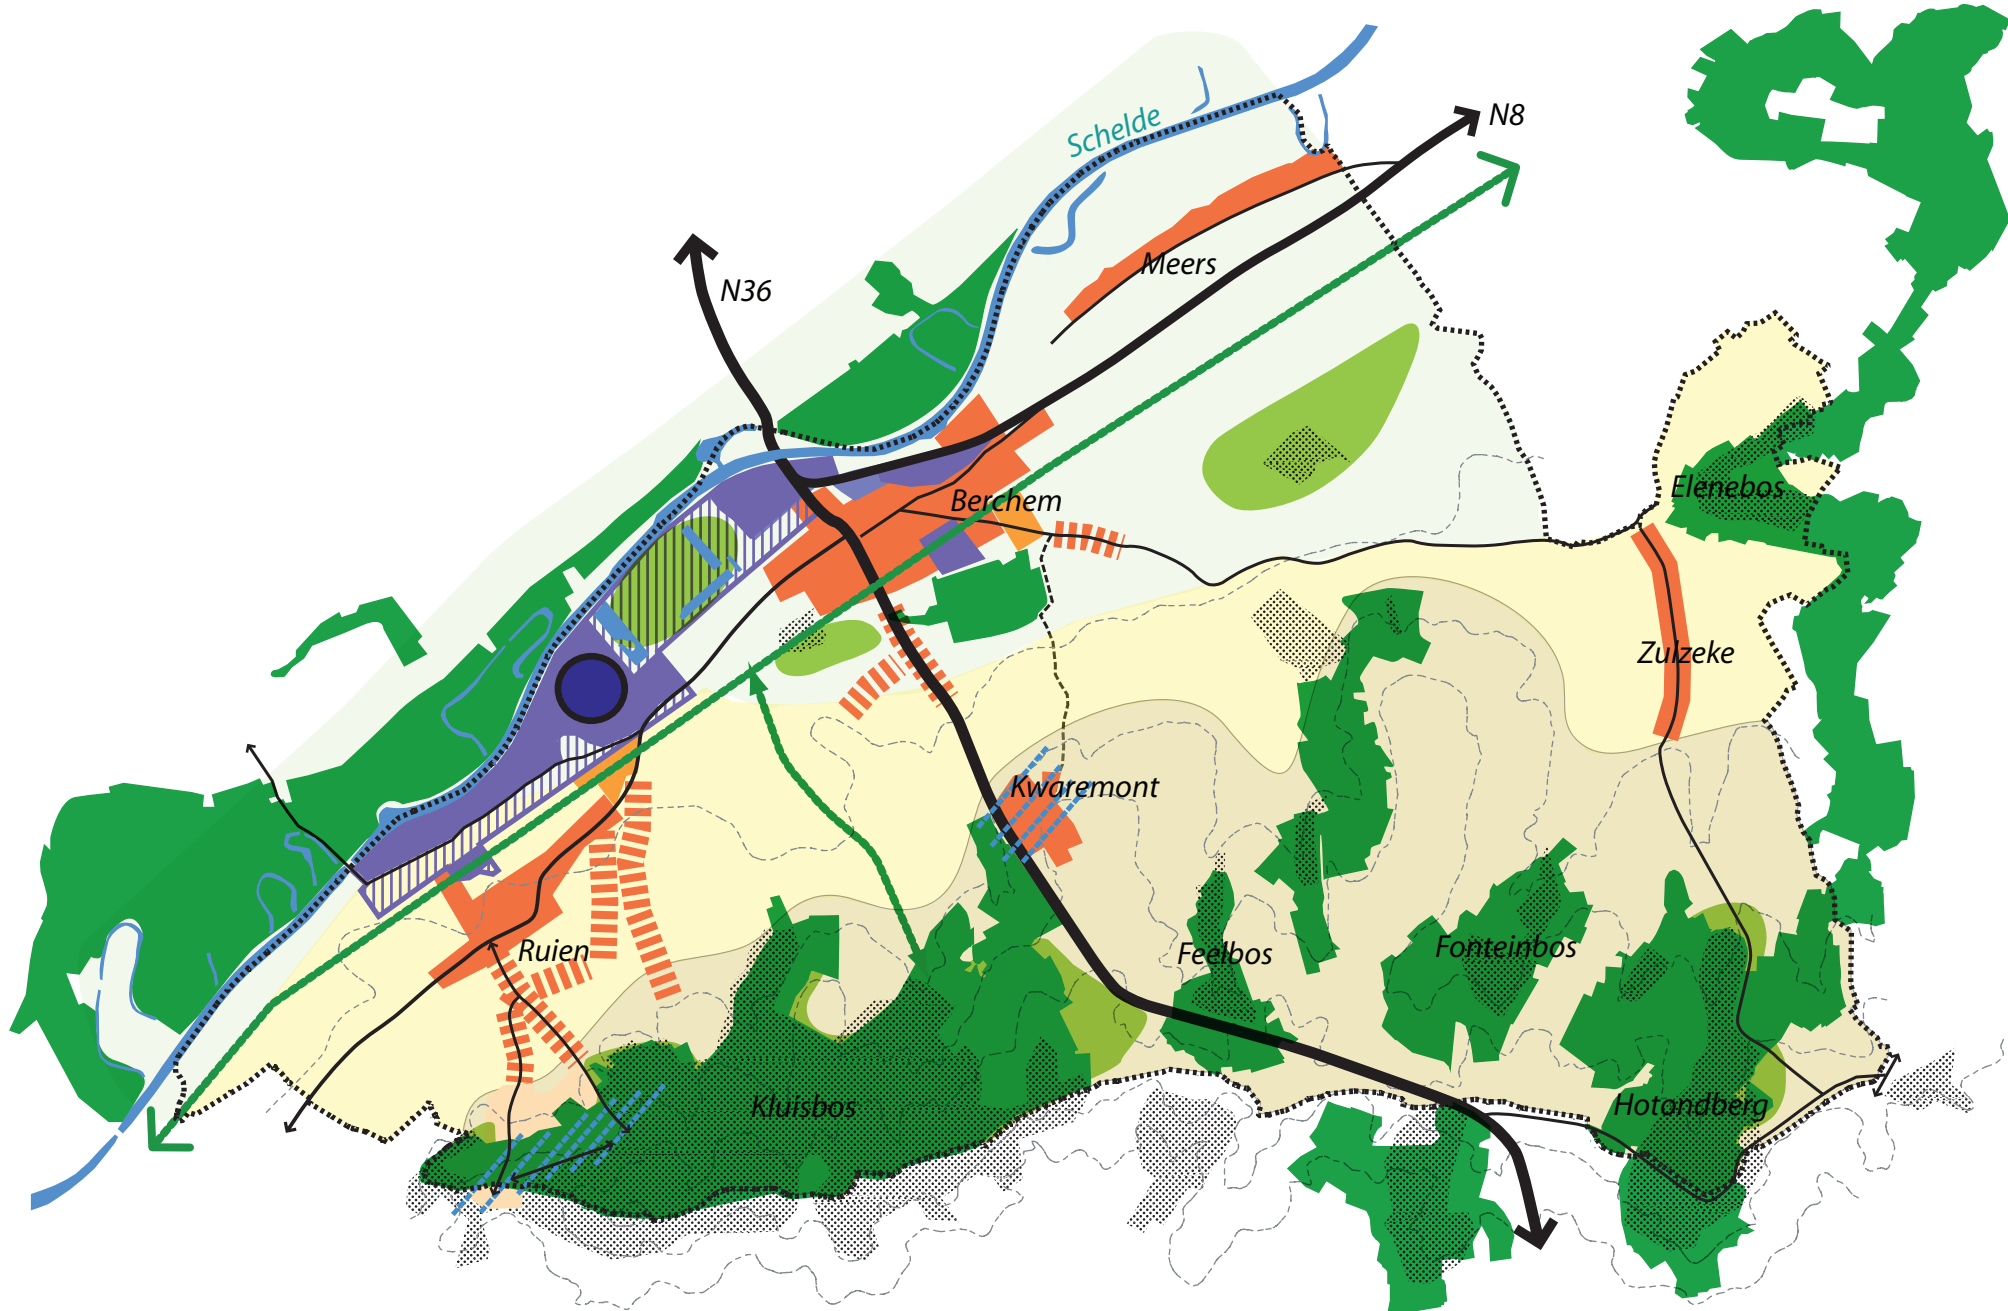 N8
Schelde
Meers
N36
Elenebos
Berchem
Zulzeke
Kwaremont
Ruien
Feelbos
Fonteinbos
Kluisbos
Hotondberg